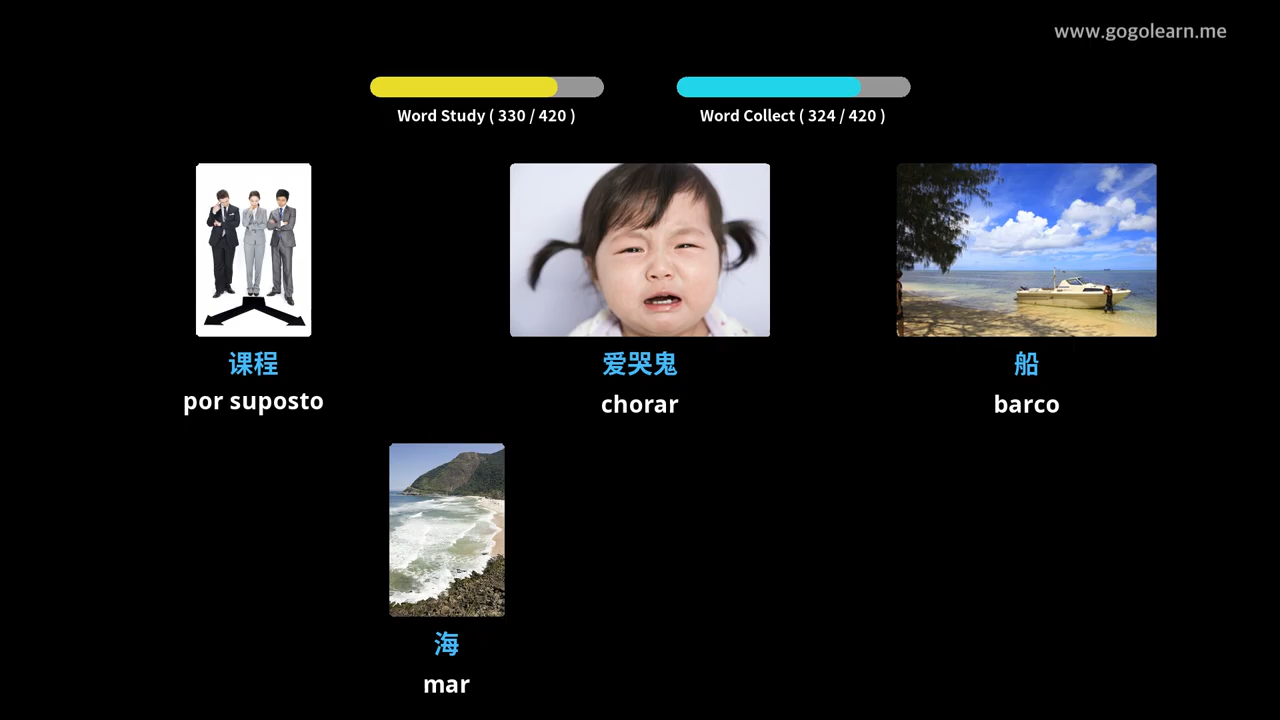 www.gogolearn.me
Word Study ( 330 / 420 )
Word Collect ( 324 / 420 )
课程
por suposto
爱哭鬼
chorar
船
barco
海
mar